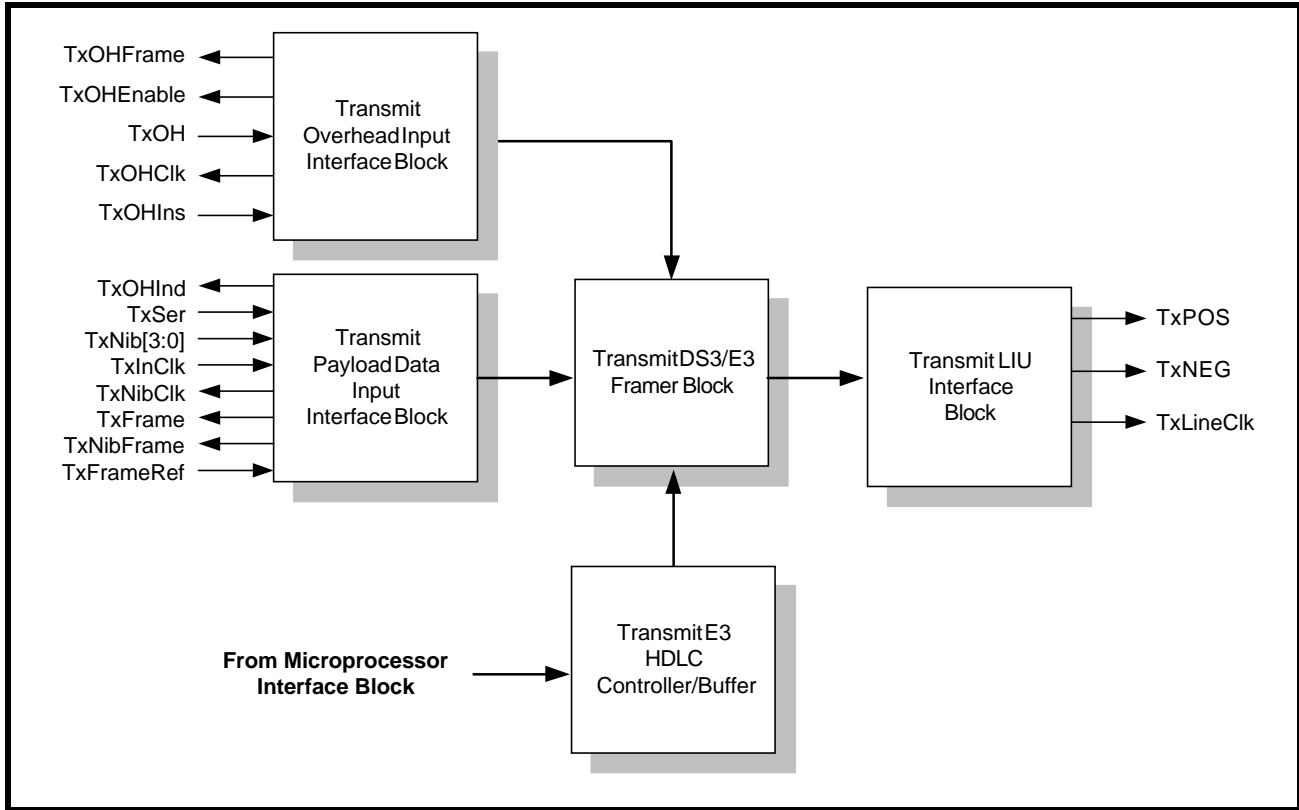 TxOHFrame
TxOHEnable
TxOH
TxOHClk
TxOHIns
Transmit
Overhead Input
Interface Block
TxOHInd
TxSer
TxNib[3:0]
TxInClk
TxNibClk
TxFrame
TxNibFrame
TxFrameRef
Transmit
Payload Data
Input
Interface Block
Transmit DS3/E3
Framer Block
Transmit LIU
Interface
Block
TxPOS
TxNEG
TxLineClk
From Microprocessor
Interface Block
Transmit E3
HDLC
Controller/Buffer